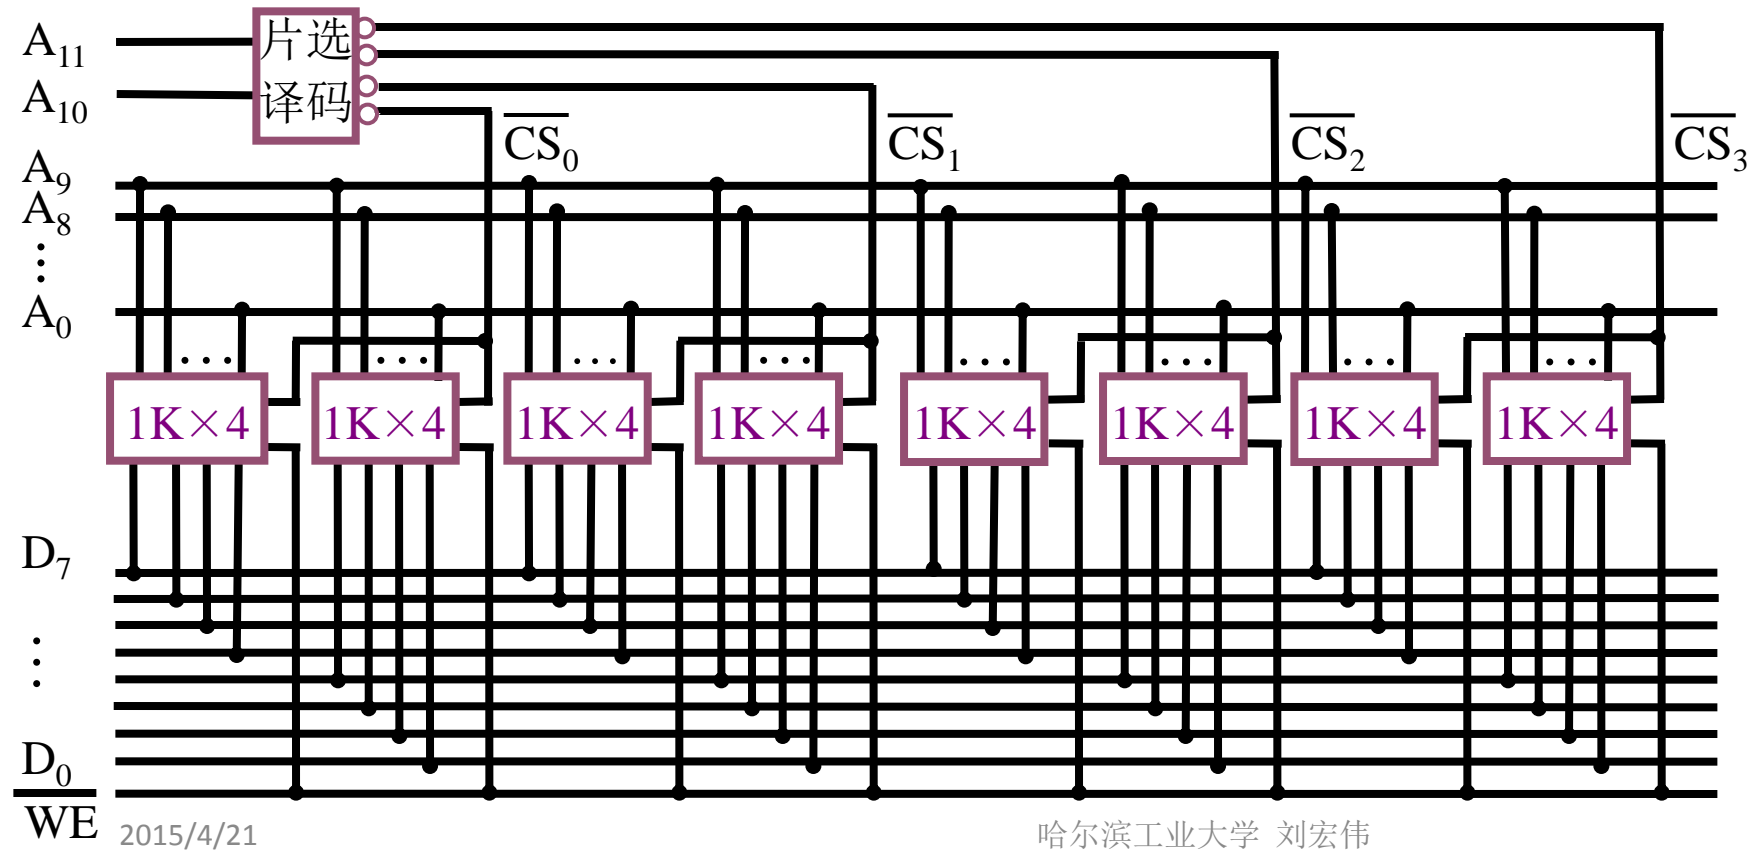 A11
片选
译码
A10
CS0 CS1 CS2 CS3
A9
A8
⋮
A0
··· ··· ··· ··· ··· ··· ··· ···
1K×4 1K×4 1K×4 1K×4 1K×4 1K×4 1K×4 1K×4
D7
⋮
D0
WE
2015/4/21 哈尔滨工业大学 刘宏伟